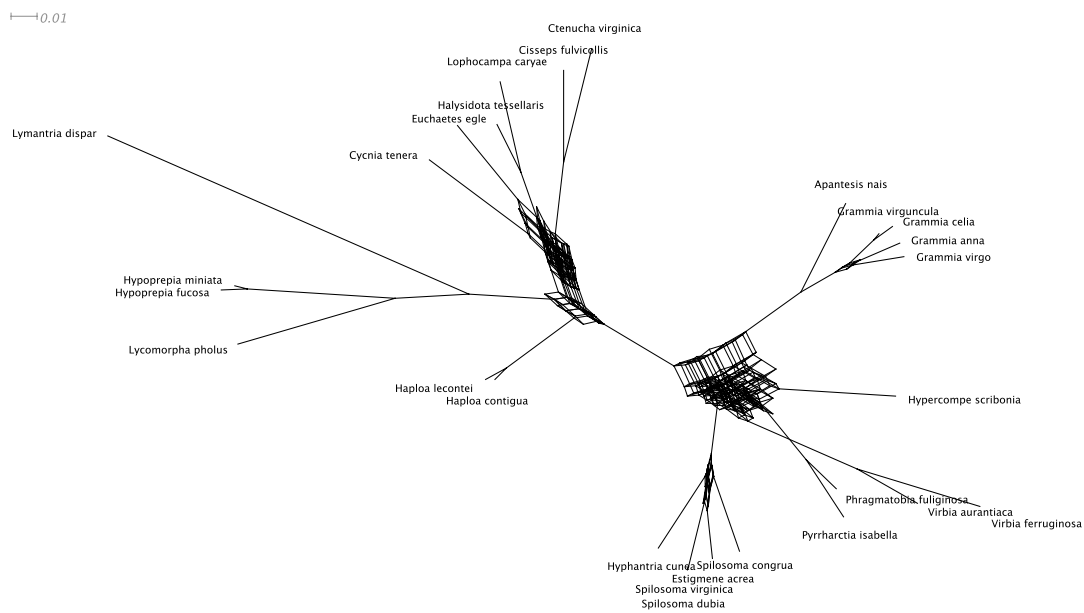 0.01
Ctenucha virginica
Cisseps fulvicollis
Lophocampa caryae
Halysidota tessellaris
Euchaetes egle
Lymantria dispar
Cycnia tenera
Apantesis nais
Grammia virguncula
Grammia celia
Grammia anna
Grammia virgo
Hypoprepia miniata
Hypoprepia fucosa
Lycomorpha pholus
Haploa lecontei
Haploa contigua
Hypercompe scribonia
Phragmatobia fuliginosa
Virbia aurantiaca
Virbia ferruginosa
Pyrrharctia isabella
Hyphantria cunea
Spilosoma congrua
Estigmene acrea
Spilosoma virginica
Spilosoma dubia